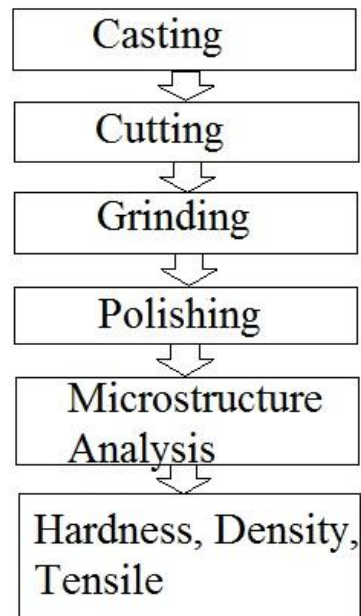 Casting
Cutting
Grinding
Polishing
Microstructure
Analysis
Hardness, Density,
Tensile